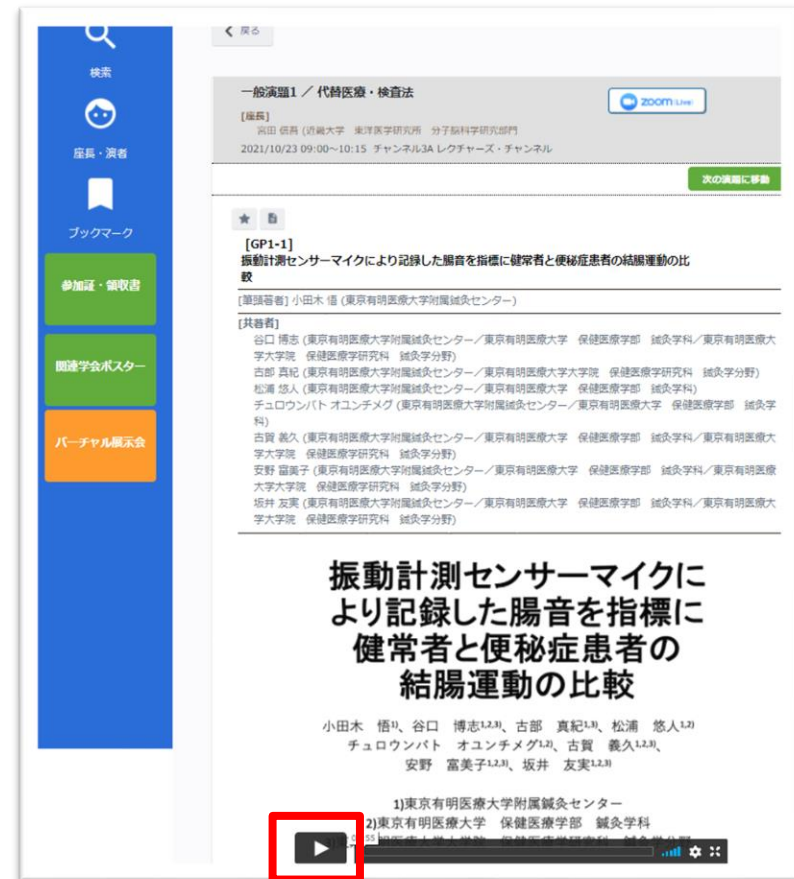 検索
座長・演者
ブックマーク
参加証・領収書
関連学会ポスター
バーチャル展示会
戻る
一般演題1 ／ 代替医療・検査法
zoom Live!
[座長]
宮田 信吾 (近畿大学 東洋医学研究所 分子脳科学研究部門
2021/10/23 09:00～10:15 チャンネル3A レクチャーズ・チャンネル
次の演題に移動
[GP1-1]
振動計測センサーマイクにより記録した腸音を指標に健常者と便秘症患者の結腸運動の比
較
[筆頭著者] 小田木 悟 (東京有明医療大学附属鍼灸センター)
[共著者]
谷口 博志 (東京有明医療大学附属鍼灸センター／東京有明医療大学 保健医療学部 鍼灸学科／東京有明医療大
学大学院 保健医療学研究科 鍼灸学分野)
古部 真紀 (東京有明医療大学附属鍼灸センター／東京有明医療大学大学院 保健医療学研究科 鍼灸学分野)
松浦 悠人 (東京有明医療大学附属鍼灸センター／東京有明医療大学 保健医療学部 鍼灸学科)
チュロウンバト オユンチメグ (東京有明医療大学附属鍼灸センター／東京有明医療大学 保健医療学部 鍼灸学
科)
古賀 義久 (東京有明医療大学附属鍼灸センター／東京有明医療大学 保健医療学部 鍼灸学科／東京有明医療大
学大学院 保健医療学研究科 鍼灸学分野)
安野 富美子 (東京有明医療大学附属鍼灸センター／東京有明医療大学 保健医療学部 鍼灸学科／東京有明医療
大学大学院 保健医療学研究科 鍼灸学分野)
坂井 友実 (東京有明医療大学附属鍼灸センター／東京有明医療大学 保健医療学部 鍼灸学科／東京有明医療大
学大学院 保健医療学研究科 鍼灸学分野)
振動計測センサーマイクに
より記録した腸音を指標に
健常者と便秘症患者の
結腸運動の比較
小田木 悟1)、谷口 博志1,2,3)、古部 真紀1,3)、松浦 悠人1,2)
チュロウンバト オユンチメグ1,2)、古賀 義久1,2,3)、
安野 富美子1,2,3)、坂井 友実1,2,3)
1)東京有明医療大学附属鍼灸センター
2)東京有明医療大学 保健医療学部 鍼灸学科